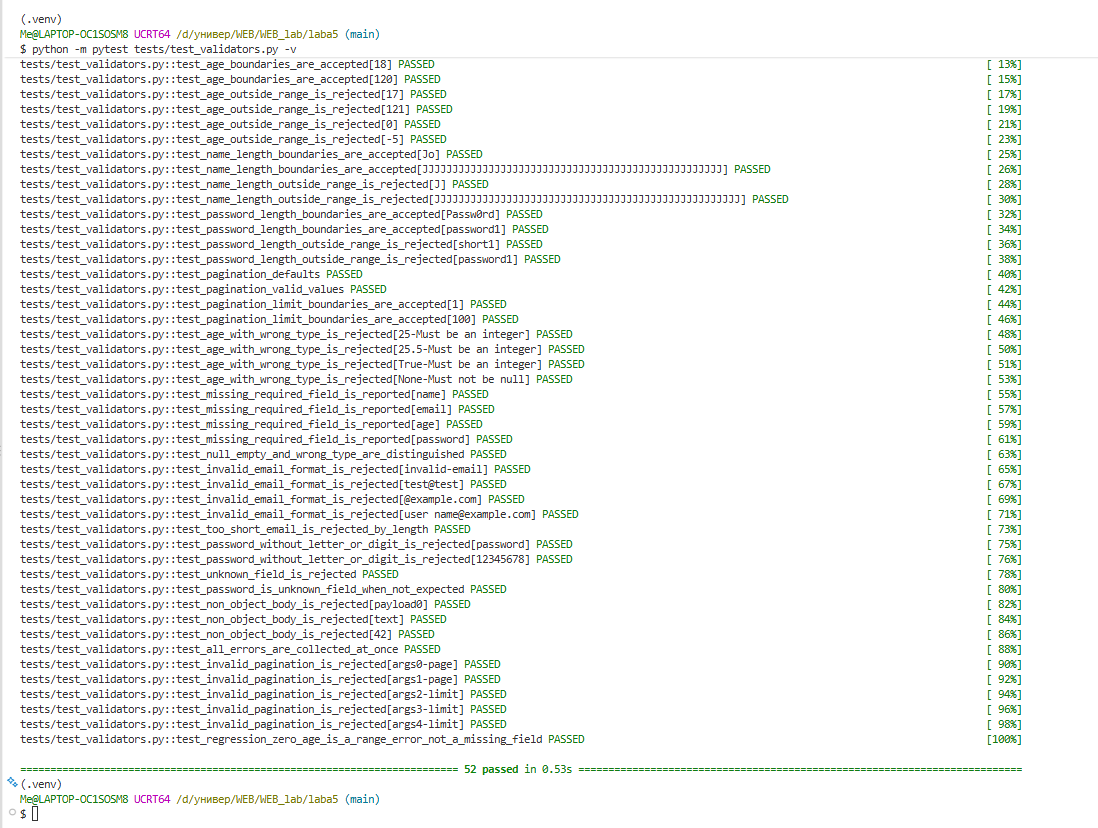 (.venv)
Me@LAPTOP-OC1SOSM8 UCRT64 /d/универ/WEB/WEB_lab/laba5 (main)
$ python -m pytest tests/test_validators.py -v
tests/test_validators.py::test_age_boundaries_are_accepted[18] PASSED [ 13%]
tests/test_validators.py::test_age_boundaries_are_accepted[120] PASSED [ 15%]
tests/test_validators.py::test_age_outside_range_is_rejected[17] PASSED [ 17%]
tests/test_validators.py::test_age_outside_range_is_rejected[121] PASSED [ 19%]
tests/test_validators.py::test_age_outside_range_is_rejected[0] PASSED [ 21%]
tests/test_validators.py::test_age_outside_range_is_rejected[-5] PASSED [ 23%]
tests/test_validators.py::test_name_length_boundaries_are_accepted[Jo] PASSED [ 25%]
tests/test_validators.py::test_name_length_boundaries_are_accepted[JJJJJJJJJJJJJJJJJJJJJJJJJJJJJJJJJJJJJJJJJJJJJJJJJJ] PASSED [ 26%]
tests/test_validators.py::test_name_length_outside_range_is_rejected[J] PASSED [ 28%]
tests/test_validators.py::test_name_length_outside_range_is_rejected[JJJJJJJJJJJJJJJJJJJJJJJJJJJJJJJJJJJJJJJJJJJJJJJJJJJ] PASSED [ 30%]
tests/test_validators.py::test_password_length_boundaries_are_accepted[Passw0rd] PASSED [ 32%]
tests/test_validators.py::test_password_length_boundaries_are_accepted[password1] PASSED [ 34%]
tests/test_validators.py::test_password_length_outside_range_is_rejected[short1] PASSED [ 36%]
tests/test_validators.py::test_password_length_outside_range_is_rejected[password1] PASSED [ 38%]
tests/test_validators.py::test_pagination_defaults PASSED [ 40%]
tests/test_validators.py::test_pagination_valid_values PASSED [ 42%]
tests/test_validators.py::test_pagination_limit_boundaries_are_accepted[1] PASSED [ 44%]
tests/test_validators.py::test_pagination_limit_boundaries_are_accepted[100] PASSED [ 46%]
tests/test_validators.py::test_age_with_wrong_type_is_rejected[25-Must be an integer] PASSED [ 48%]
tests/test_validators.py::test_age_with_wrong_type_is_rejected[25.5-Must be an integer] PASSED [ 50%]
tests/test_validators.py::test_age_with_wrong_type_is_rejected[True-Must be an integer] PASSED [ 51%]
tests/test_validators.py::test_age_with_wrong_type_is_rejected[None-Must not be null] PASSED [ 53%]
tests/test_validators.py::test_missing_required_field_is_reported[name] PASSED [ 55%]
tests/test_validators.py::test_missing_required_field_is_reported[email] PASSED [ 57%]
tests/test_validators.py::test_missing_required_field_is_reported[age] PASSED [ 59%]
tests/test_validators.py::test_missing_required_field_is_reported[password] PASSED [ 61%]
tests/test_validators.py::test_null_empty_and_wrong_type_are_distinguished PASSED [ 63%]
tests/test_validators.py::test_invalid_email_format_is_rejected[invalid-email] PASSED [ 65%]
tests/test_validators.py::test_invalid_email_format_is_rejected[test@test] PASSED [ 67%]
tests/test_validators.py::test_invalid_email_format_is_rejected[@example.com] PASSED [ 69%]
tests/test_validators.py::test_invalid_email_format_is_rejected[user name@example.com] PASSED [ 71%]
tests/test_validators.py::test_too_short_email_is_rejected_by_length PASSED [ 73%]
tests/test_validators.py::test_password_without_letter_or_digit_is_rejected[password] PASSED [ 75%]
tests/test_validators.py::test_password_without_letter_or_digit_is_rejected[12345678] PASSED [ 76%]
tests/test_validators.py::test_unknown_field_is_rejected PASSED [ 78%]
tests/test_validators.py::test_password_is_unknown_field_when_not_expected PASSED [ 80%]
tests/test_validators.py::test_non_object_body_is_rejected[payload0] PASSED [ 82%]
tests/test_validators.py::test_non_object_body_is_rejected[text] PASSED [ 84%]
tests/test_validators.py::test_non_object_body_is_rejected[42] PASSED [ 86%]
tests/test_validators.py::test_all_errors_are_collected_at_once PASSED [ 88%]
tests/test_validators.py::test_invalid_pagination_is_rejected[args0-page] PASSED [ 90%]
tests/test_validators.py::test_invalid_pagination_is_rejected[args1-page] PASSED [ 92%]
tests/test_validators.py::test_invalid_pagination_is_rejected[args2-limit] PASSED [ 94%]
tests/test_validators.py::test_invalid_pagination_is_rejected[args3-limit] PASSED [ 96%]
tests/test_validators.py::test_invalid_pagination_is_rejected[args4-limit] PASSED [ 98%]
tests/test_validators.py::test_regression_zero_age_is_a_range_error_not_a_missing_field PASSED [100%]
========================================================================= 52 passed in 0.53s ==========================================================================
(.venv)
Me@LAPTOP-OC1SOSM8 UCRT64 /d/универ/WEB/WEB_lab/laba5 (main)
$